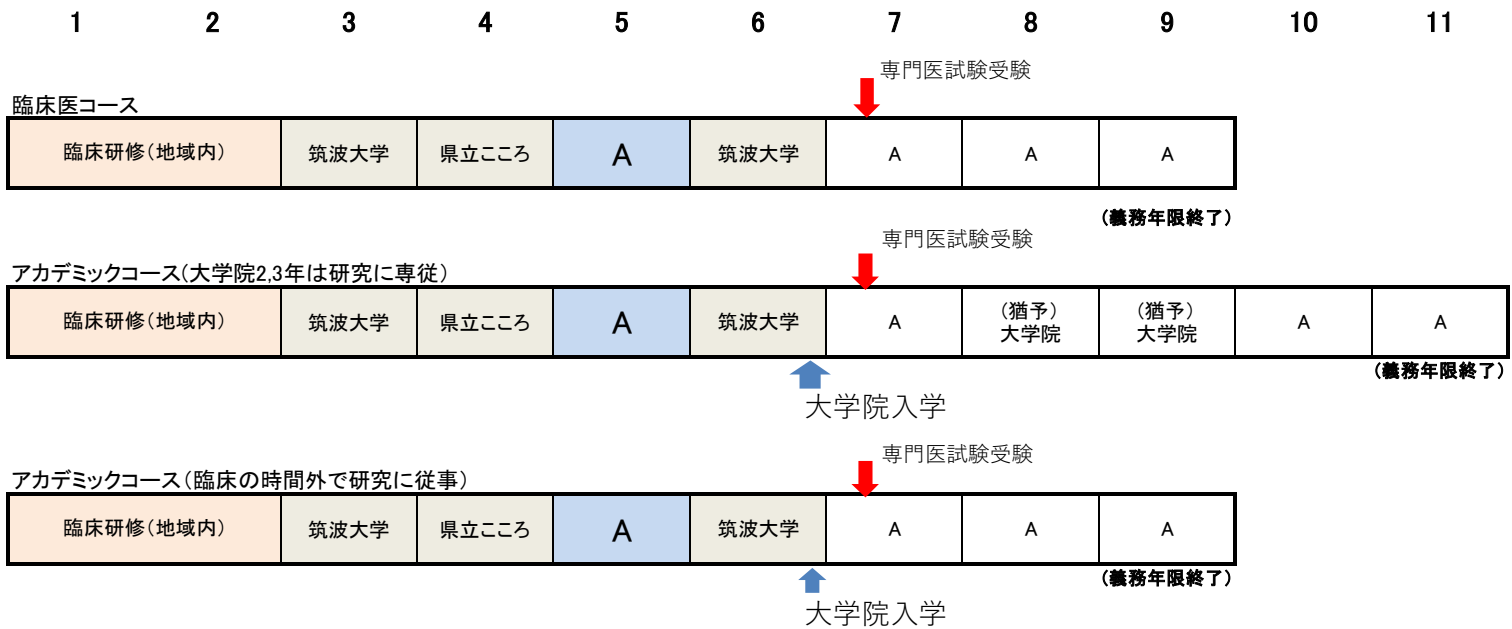 1 2 3 4 5 6 7 8 9 10 11
専門医試験受験
臨床医コース
臨床研修(地域内) 筑波大学 県立こころ A 筑波大学 A A A
(義務年限終了)
専門医試験受験
アカデミックコース(大学院2,3年は研究に専従)
臨床研修(地域内) 筑波大学 県立こころ A 筑波大学 A (猶予) 大学院 (猶予) 大学院 A A
(義務年限終了)
大学院入学
専門医試験受験
アカデミックコース(臨床の時間外で研究に従事)
臨床研修(地域内) 筑波大学 県立こころ A 筑波大学 A A A
(義務年限終了)
大学院入学